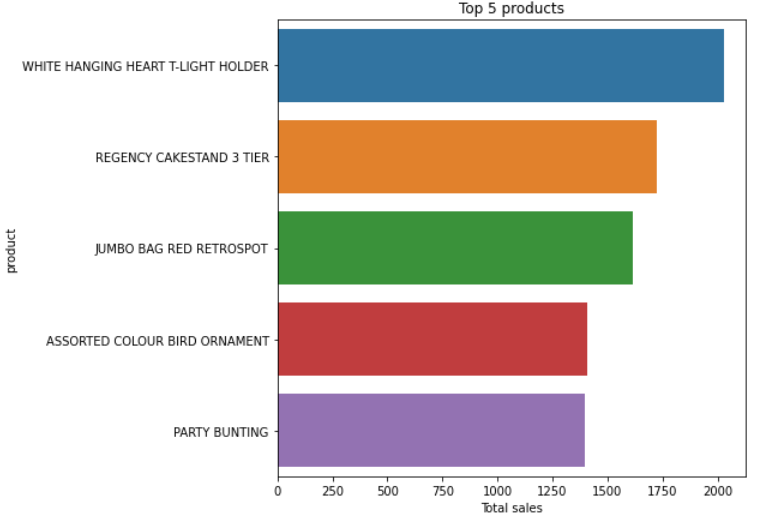 Top 5 products
WHITE HANGING HEART T-LIGHT HOLDER
REGENCY CAKESTAND 3 TIER
JUMBO BAG RED RETROSPOT
ASSORTED COLOUR BIRD ORNAMENT
PARTY BUNTING
product
0 250 500 750 1000 1250 1500 1750 2000
Total sales